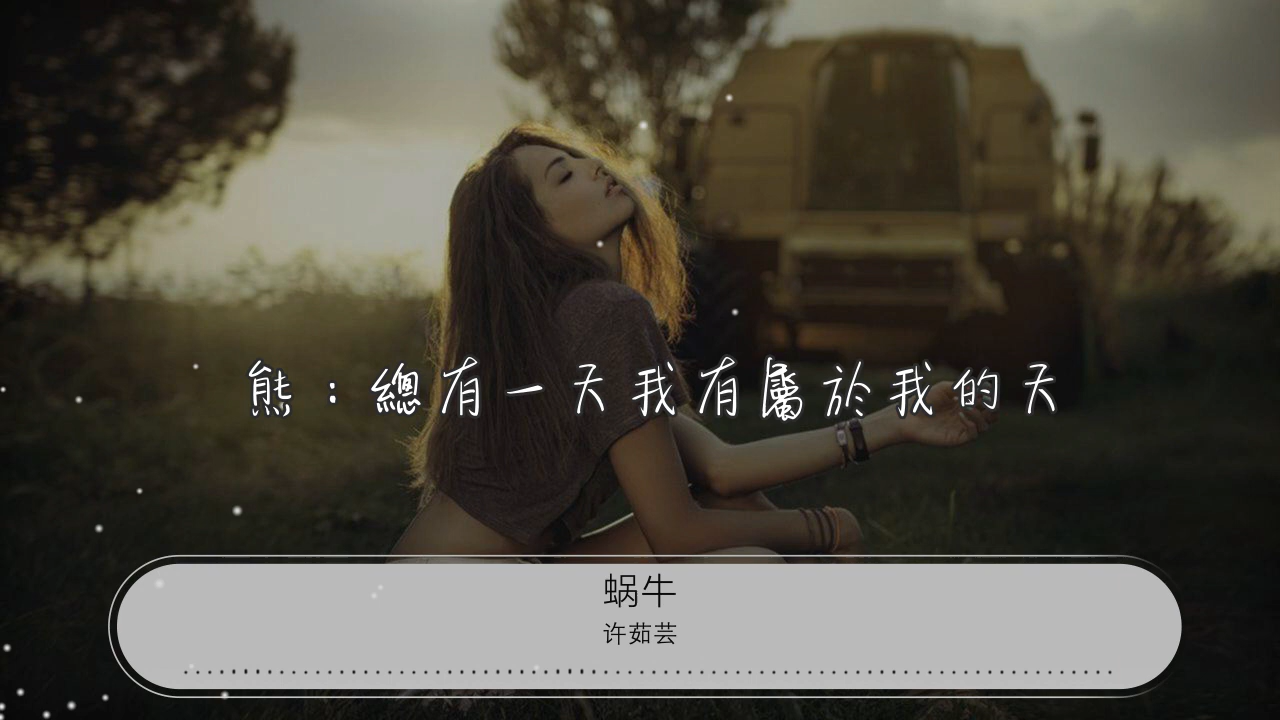 熊：總有一天我有屬於我的天
蜗牛
许茹芸